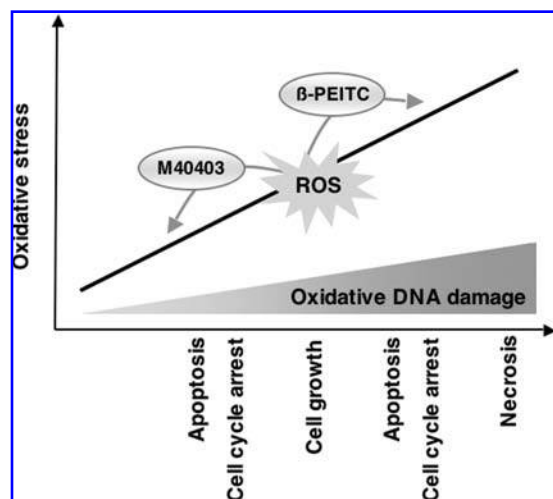 Oxidative stress
ß-PEITC
M40403
ROS
Oxidative DNA damage
Apoptosis
Cell cycle arrest
Cell growth
Apoptosis
Cell cycle arrest
Necrosis